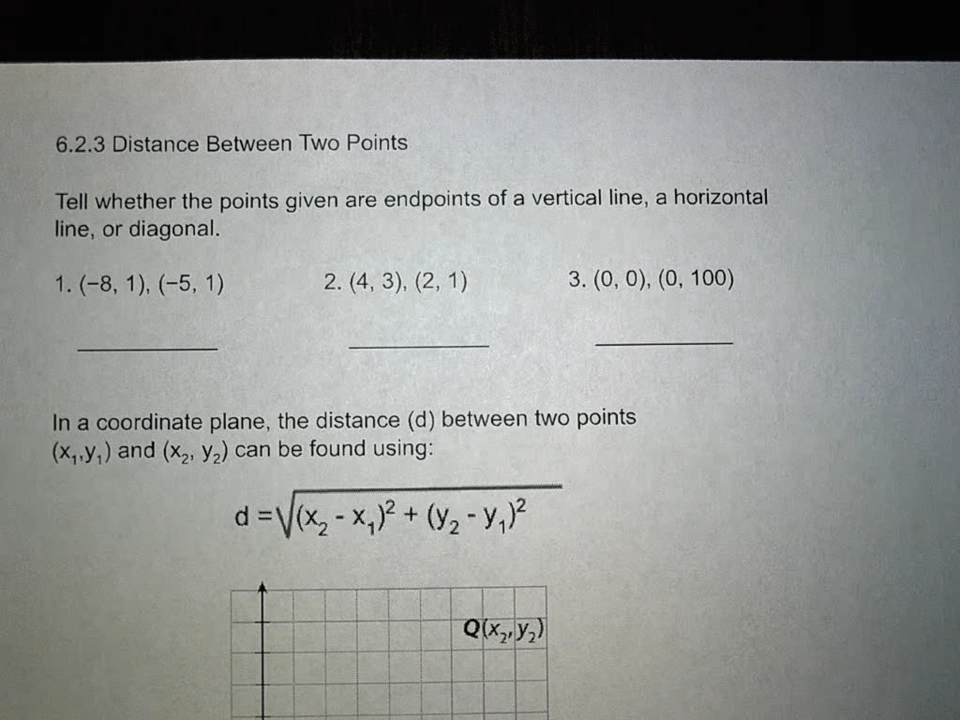 6.2.3 Distance Between Two Points
Tell whether the points given are endpoints of a vertical line, a horizontal
line, or diagonal.
1. (−8, 1), (−5, 1) 2. (4, 3), (2, 1) 3. (0, 0), (0, 100)
In a coordinate plane, the distance (d) between two points
(x₁,y₁) and (x₂, y₂) can be found using:
d = √(x₂ - x₁)² + (y₂ - y₁)²
Q(x₂, y₂)